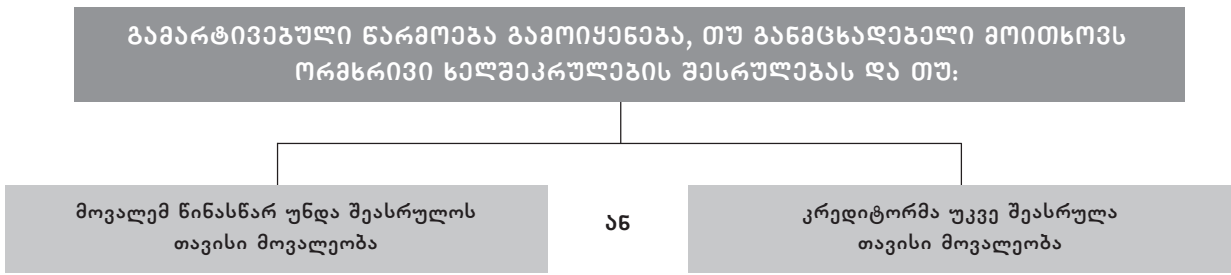 გამარტივებული წარმოება გამოიყენება, თუ განმცხადებელი მოითხოვს
ორმხრივი ხელშეკრულების შესრულებას და თუ:
მოვალემ წინასწარ უნდა შეასრულოს
თავისი მოვალეობა
ან
კრედიტორმა უკვე შეასრულა
თავისი მოვალეობა